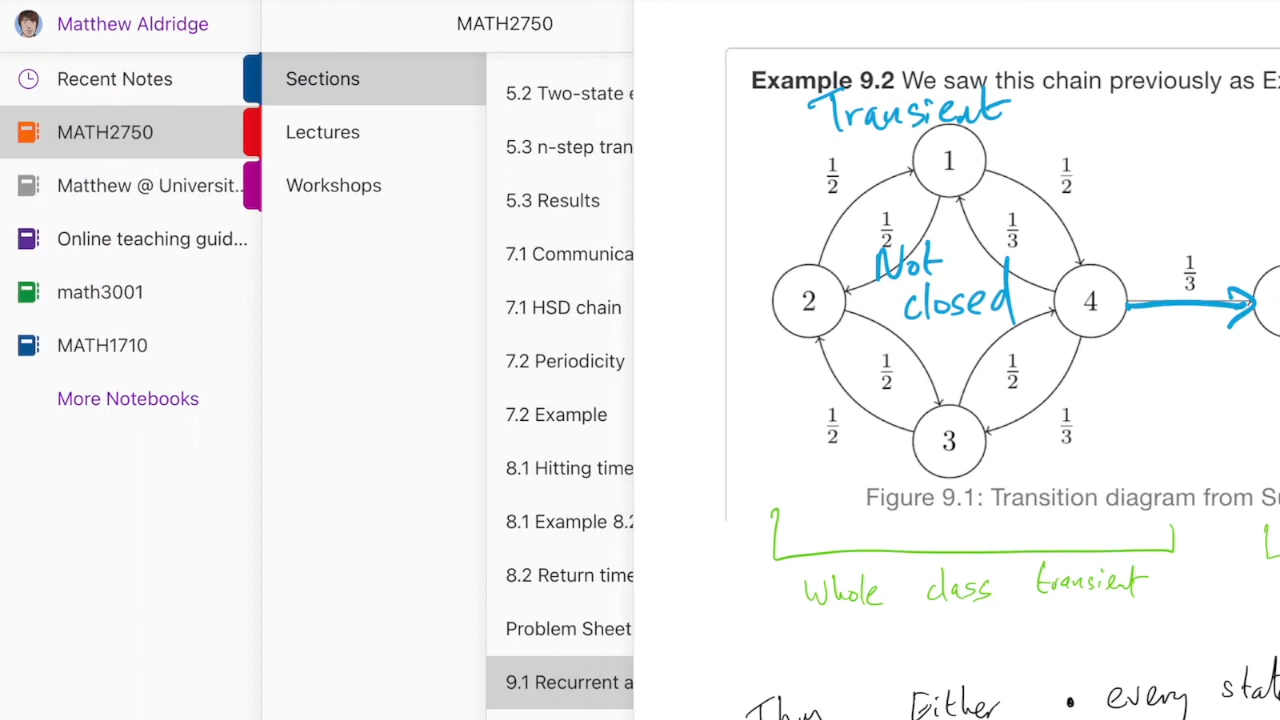 Matthew Aldridge
Recent Notes
MATH2750
Matthew @ Universit..
Online teaching guid...
math3001
MATH1710
More Notebooks
Sections
Lectures
Workshops
MATH2750
5.2 Two-state
5.3 n-step tran
5.3 Results
7.1 Communica
7.1 HSD chain
7.2 Periodicity
7.2 Example
8.1 Hitting time
8.1 Example 8.2
8.2 Return time
Problem Sheet
9.1 Recurrent a
Example 9.2 We saw this chain previously as Ex
Transient
1
1/2
1/2
1/2
1/3
Not
closed
2
4
1/3
1/2
1/2
1/2
1/3
3
Figure 9.1: Transition diagram from Su
Whole class transient
Thm Either • every stat